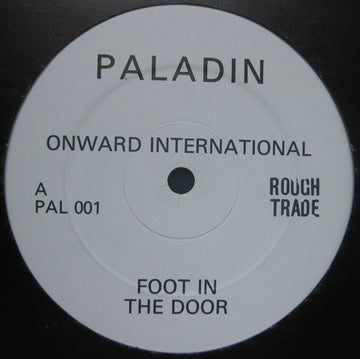 PALADIN
ONWARD INTERNATIONAL
A
PAL 001
ROUGH
TRADE
FOOT IN
THE DOOR